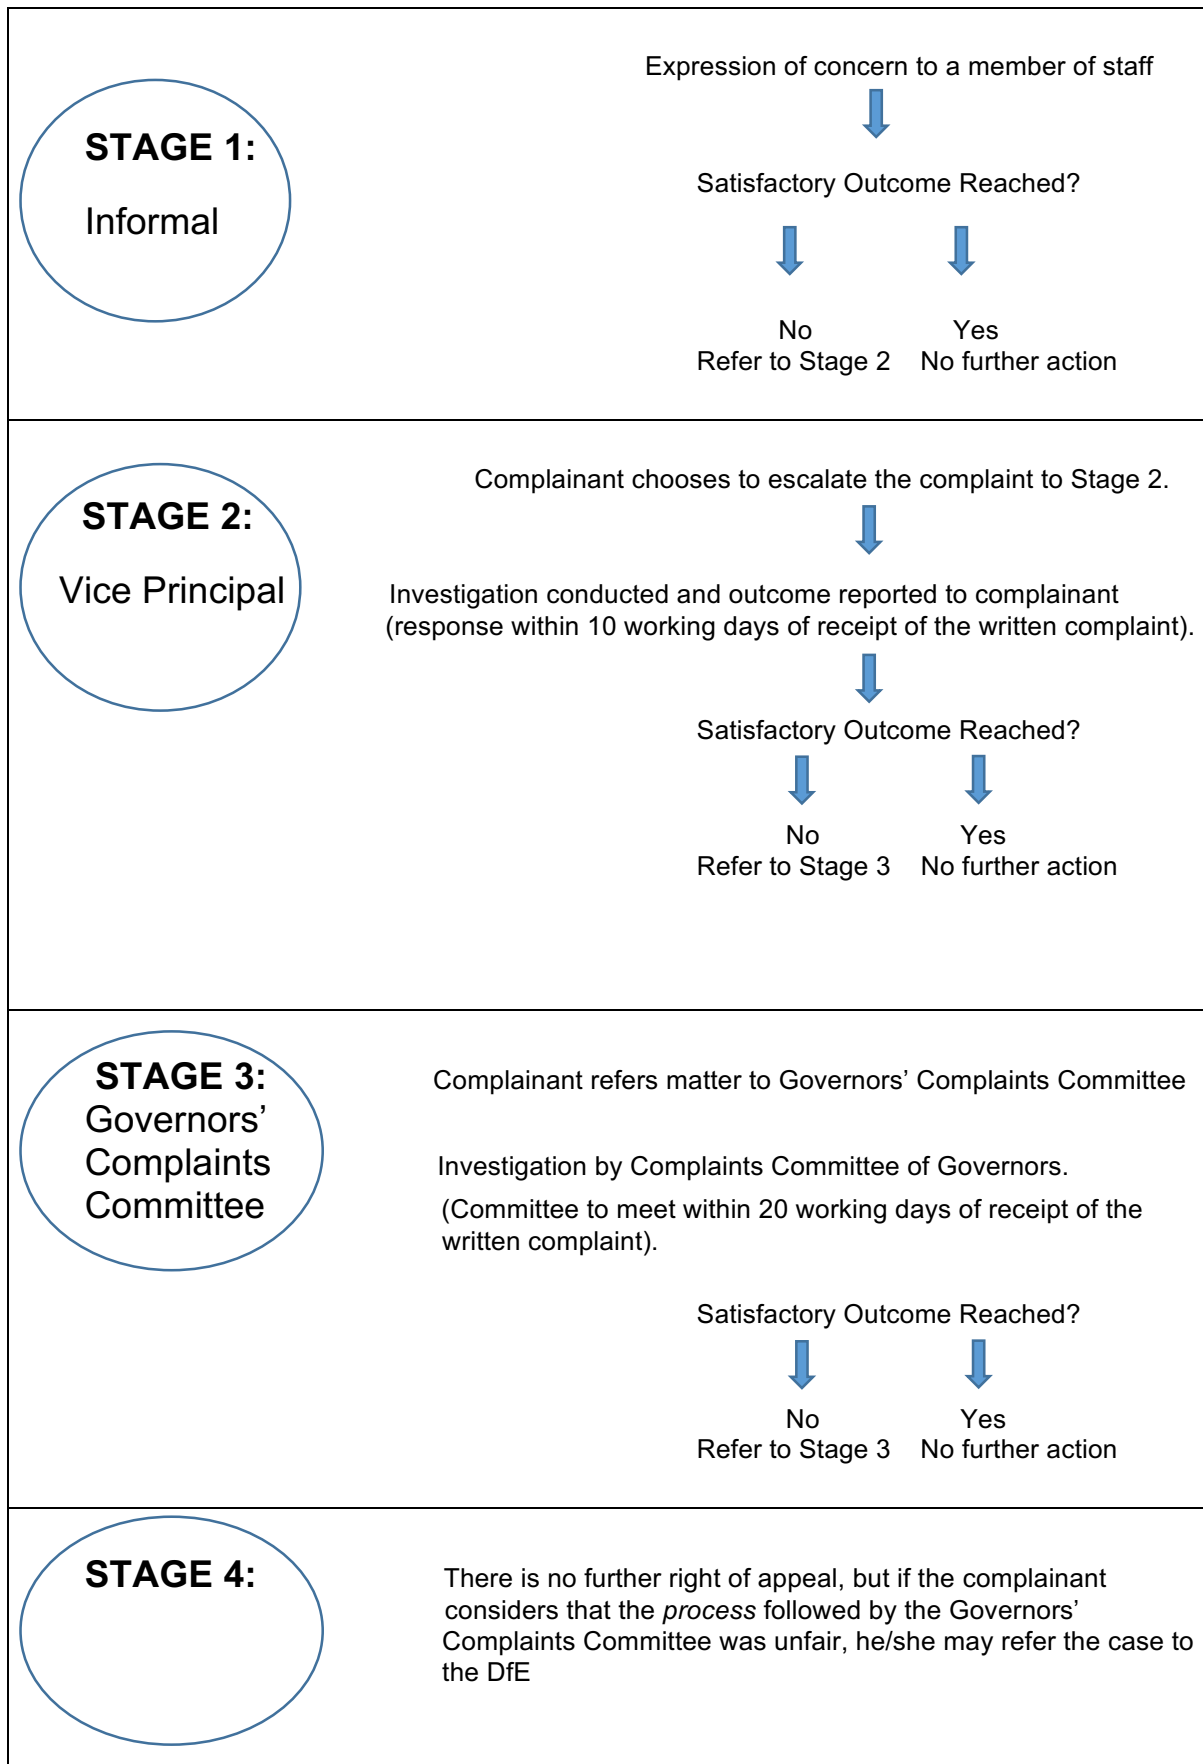 STAGE 1:
Informal
Expression of concern to a member of staff
Satisfactory Outcome Reached?
No Yes
Refer to Stage 2 No further action
STAGE 2:
Vice Principal
Complainant chooses to escalate the complaint to Stage 2.
Investigation conducted and outcome reported to complainant
(response within 10 working days of receipt of the written complaint).
Satisfactory Outcome Reached?
No Yes
Refer to Stage 3 No further action
STAGE 3:
Governors’
Complaints
Committee
Complainant refers matter to Governors’ Complaints Committee
Investigation by Complaints Committee of Governors.
(Committee to meet within 20 working days of receipt of the
written complaint).
Satisfactory Outcome Reached?
No Yes
Refer to Stage 3 No further action
STAGE 4:
There is no further right of appeal, but if the complainant
considers that the process followed by the Governors’
Complaints Committee was unfair, he/she may refer the case to
the DfE